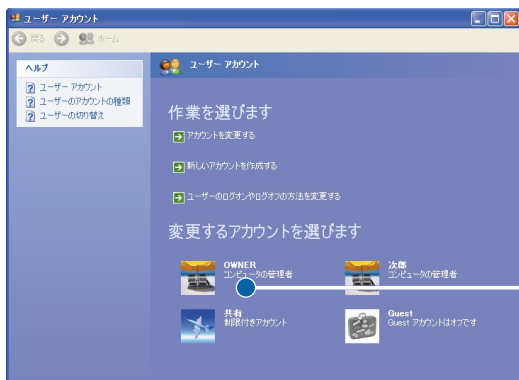 ユーザー アカウント
戻る ホーム
ヘルプ
ユーザー アカウント
ユーザーのアカウントの種類
ユーザーの切り替え
ユーザー アカウント
作業を選びます
アカウントを変更する
新しいアカウントを作成する
ユーザーのログオンやログオフの方法を変更する
変更するアカウントを選びます
OWNER
コンピュータの管理者
次郎
コンピュータの管理者
共有
制限付きアカウント
Guest
Guest アカウントはオフです